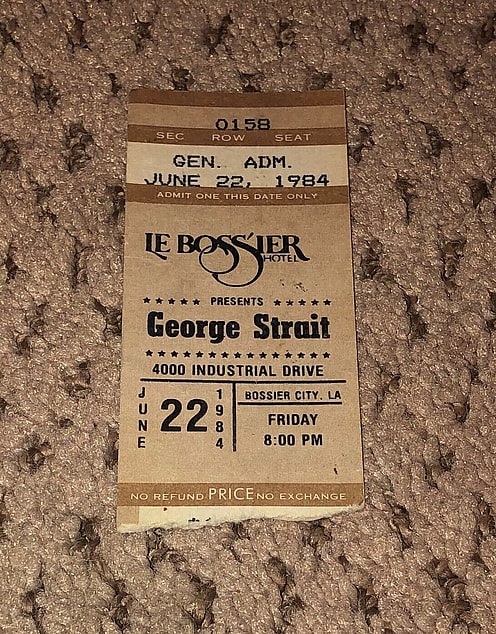 0158
SEC ROW SEAT
GEN. ADM.
JUNE 22, 1984
ADMIT ONE THIS DATE ONLY
LE BOSSIER
HOTEL
★★★★★ PRESENTS ★★★★★
George Strait
4000 INDUSTRIAL DRIVE
JUNE 22 1984
BOSSIER CITY, LA
FRIDAY
8:00 PM
NO REFUND PRICE NO EXCHANGE